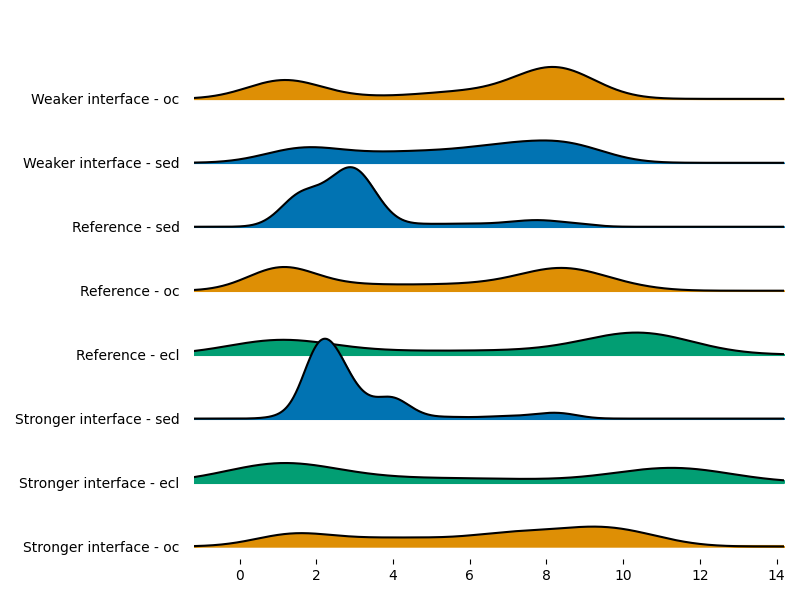 Weaker interface - oc
Weaker interface - sed
Reference - sed
Reference - oc
Reference - ecl
Stronger interface - sed
Stronger interface - ecl
Stronger interface - oc
0 2 4 6 8 10 12 14